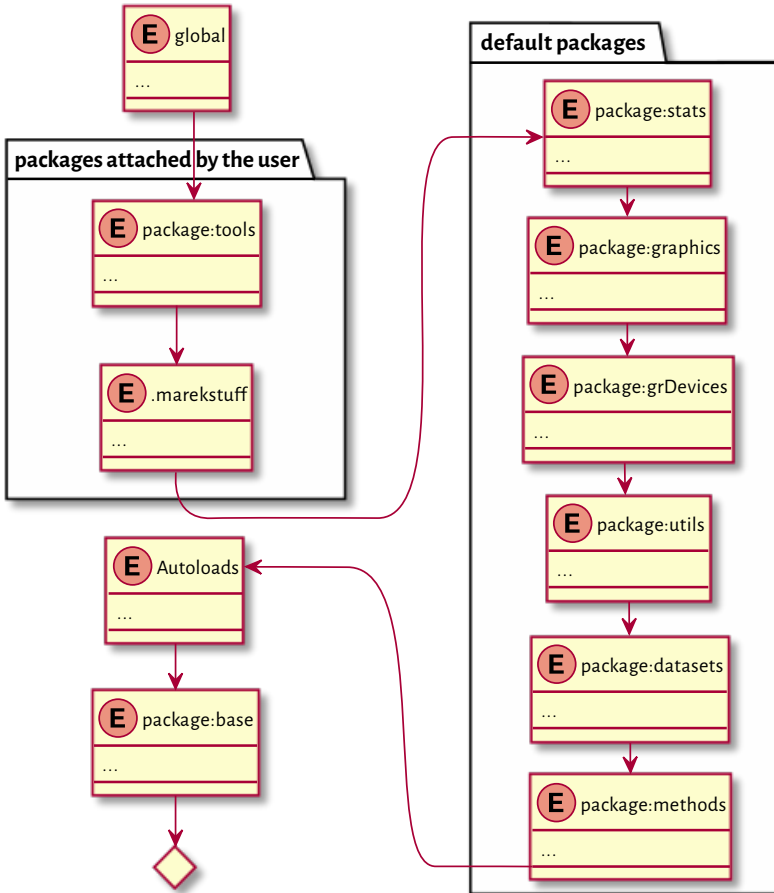 E global
...
packages attached by the user
E package:tools
...
E .marekstuff
...
default packages
E package:stats
...
E package:graphics
...
E package:grDevices
...
E package:utils
...
E package:datasets
...
E package:methods
...
E Autoloads
...
E package:base
...